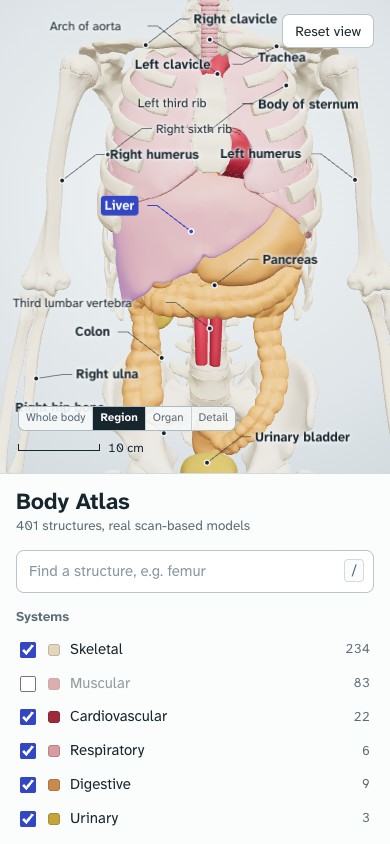 Arch of aorta
Right clavicle
Reset view
Left clavicle
Trachea
Left third rib
Body of sternum
Right sixth rib
Right humerus
Left humerus
Liver
Pancreas
Third lumbar vertebra
Colon
Right ulna
Right hip bone
Whole body
Region
Organ
Detail
10 cm
Urinary bladder
Body Atlas
401 structures, real scan-based models
Find a structure, e.g. femur /
Systems
Skeletal 234
Muscular 83
Cardiovascular 22
Respiratory 6
Digestive 9
Urinary 3